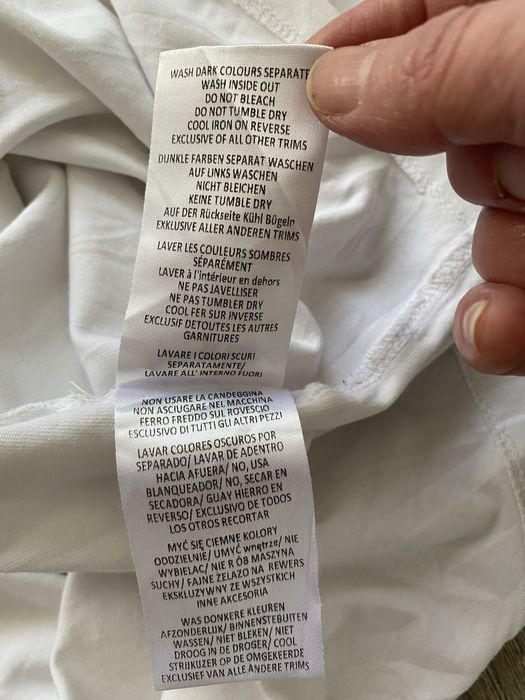 WASH DARK COLOURS SEPARATE
WASH INSIDE OUT
DO NOT BLEACH
DO NOT TUMBLE DRY
COOL IRON ON REVERSE
EXCLUSIVE OF ALL OTHER TRIMS
DUNKLE FARBEN SEPARAT WASCHEN
AUF LINKS WASCHEN
NICHT BLEICHEN
KEINE TUMBLE DRY
AUF DER Rückseite Kühl Bügeln
EXKLUSIVE ALLER ANDEREN TRIMS
LAVER LES COULEURS SOMBRES
SÉPARÉMENT
LAVER à l'intérieur en dehors
NE PAS JAVELLISER
NE PAS TUMBLER DRY
COOL FER SUR INVERSE
EXCLUSIF DETOUTES LES AUTRES
GARNITURES
LAVARE I COLORI SCURI
SEPARATAMENTE/
LAVARE ALL' INTERNO FUORI
NON USARE LA CANDEGGINA
NON ASCIUGARE NEL MACCHINA
FERRO FREDDO SUL ROVESCIO
ESCLUSIVO DI TUTTI GLI ALTRI PEZZI
LAVAR COLORES OSCUROS POR
SEPARADO/ LAVAR DE ADENTRO
HACIA AFUERA/ NO, USA
BLANQUEADOR/ NO, SECAR EN
SECADORA/ GUAY HIERRO EN
REVERSO/ EXCLUSIVO DE TODOS
LOS OTROS RECORTAR
MYĆ SIĘ CIEMNE KOLORY
ODDZIELNIE/ UMYĆ wnętrze/ NIE
WYBIELAĆ/ NIE R ÓB MASZYNA
SUCHY/ FAJNE ŻELAZO NA REWERS
EKSKLUZYWNY ZE WSZYSTKICH
INNE AKCESORIA
WAS DONKERE KLEUREN
AFZONDERLIJK/ BINNENSTEBUITEN
WASSEN/ NIET BLEKEN/ NIET
DROOG IN DE DROGER/ COOL
STRIJKIJZER OP DE OMGEKEERDE
EXCLUSIEF VAN ALLE ANDERE TRIMS